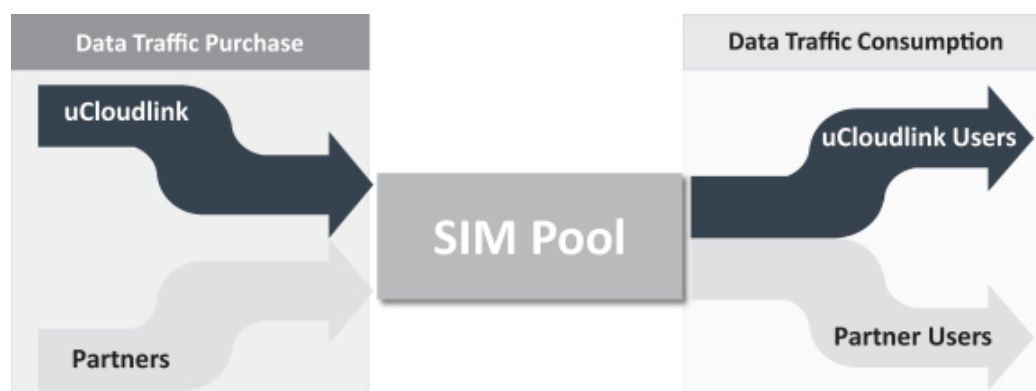 Data Traffic Purchase
Data Traffic Consumption
uCloudlink
uCloudlink Users
SIM Pool
Partners
Partner Users